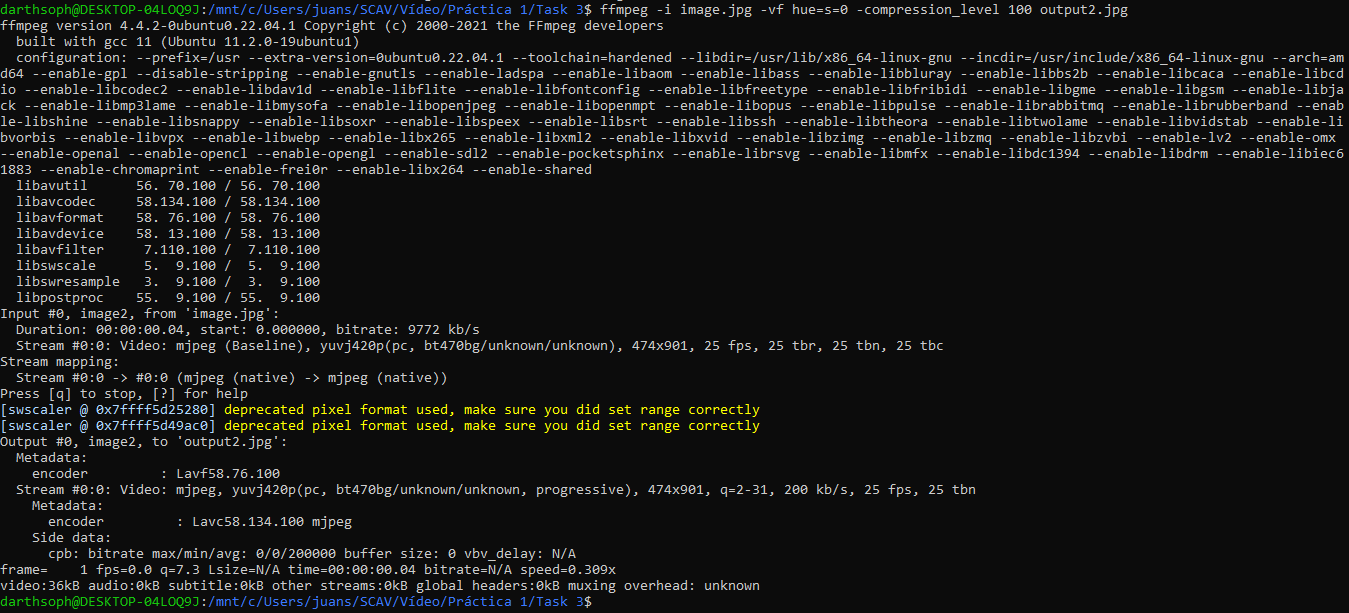 darthsoph@DESKTOP-04LOQ9J:/mnt/c/Users/juans/SCAV/Vídeo/Práctica 1/Task 3$ ffmpeg -i image.jpg -vf hue=s=0 -compression_level 100 output2.jpg
ffmpeg version 4.4.2-0ubuntu0.22.04.1 Copyright (c) 2000-2021 the FFmpeg developers
  built with gcc 11 (Ubuntu 11.2.0-19ubuntu1)
  configuration: --prefix=/usr --extra-version=0ubuntu0.22.04.1 --toolchain=hardened --libdir=/usr/lib/x86_64-linux-gnu --incdir=/usr/include/x86_64-linux-gnu --arch=am
d64 --enable-gpl --disable-stripping --enable-gnutls --enable-ladspa --enable-libaom --enable-libass --enable-libbluray --enable-libbs2b --enable-libcaca --enable-libcd
io --enable-libcodec2 --enable-libdav1d --enable-libflite --enable-libfontconfig --enable-libfreetype --enable-libfribidi --enable-libgme --enable-libgsm --enable-libja
ck --enable-libmp3lame --enable-libmysofa --enable-libopenjpeg --enable-libopenmpt --enable-libopus --enable-libpulse --enable-librabbitmq --enable-librubberband --enab
le-libshine --enable-libsnappy --enable-libsoxr --enable-libspeex --enable-libsrt --enable-libssh --enable-libtheora --enable-libtwolame --enable-libvidstab --enable-li
bvorbis --enable-libvpx --enable-libwebp --enable-libx265 --enable-libxml2 --enable-libxvid --enable-libzimg --enable-libzmq --enable-libzvbi --enable-lv2 --enable-omx
--enable-openal --enable-opencl --enable-opengl --enable-sdl2 --enable-pocketsphinx --enable-librsvg --enable-libmfx --enable-libdc1394 --enable-libdrm --enable-libiec6
1883 --enable-chromaprint --enable-frei0r --enable-libx264 --enable-shared
  libavutil      56. 70.100 / 56. 70.100
  libavcodec     58.134.100 / 58.134.100
  libavformat    58. 76.100 / 58. 76.100
  libavdevice    58. 13.100 / 58. 13.100
  libavfilter     7.110.100 /  7.110.100
  libswscale      5.  9.100 /  5.  9.100
  libswresample   3.  9.100 /  3.  9.100
  libpostproc    55.  9.100 / 55.  9.100
Input #0, image2, from 'image.jpg':
  Duration: 00:00:00.04, start: 0.000000, bitrate: 9772 kb/s
  Stream #0:0: Video: mjpeg (Baseline), yuvj420p(pc, bt470bg/unknown/unknown), 474x901, 25 fps, 25 tbr, 25 tbn, 25 tbc
Stream mapping:
  Stream #0:0 -> #0:0 (mjpeg (native) -> mjpeg (native))
Press [q] to stop, [?] for help
[swscaler @ 0x7ffff5d25280] deprecated pixel format used, make sure you did set range correctly
[swscaler @ 0x7ffff5d49ac0] deprecated pixel format used, make sure you did set range correctly
Output #0, image2, to 'output2.jpg':
  Metadata:
    encoder         : Lavf58.76.100
  Stream #0:0: Video: mjpeg, yuvj420p(pc, bt470bg/unknown/unknown, progressive), 474x901, q=2-31, 200 kb/s, 25 fps, 25 tbn
    Metadata:
      encoder         : Lavc58.134.100 mjpeg
    Side data:
      cpb: bitrate max/min/avg: 0/0/200000 buffer size: 0 vbv_delay: N/A
frame=    1 fps=0.0 q=7.3 Lsize=N/A time=00:00:00.04 bitrate=N/A speed=0.309x
video:36kB audio:0kB subtitle:0kB other streams:0kB global headers:0kB muxing overhead: unknown
darthsoph@DESKTOP-04LOQ9J:/mnt/c/Users/juans/SCAV/Vídeo/Práctica 1/Task 3$